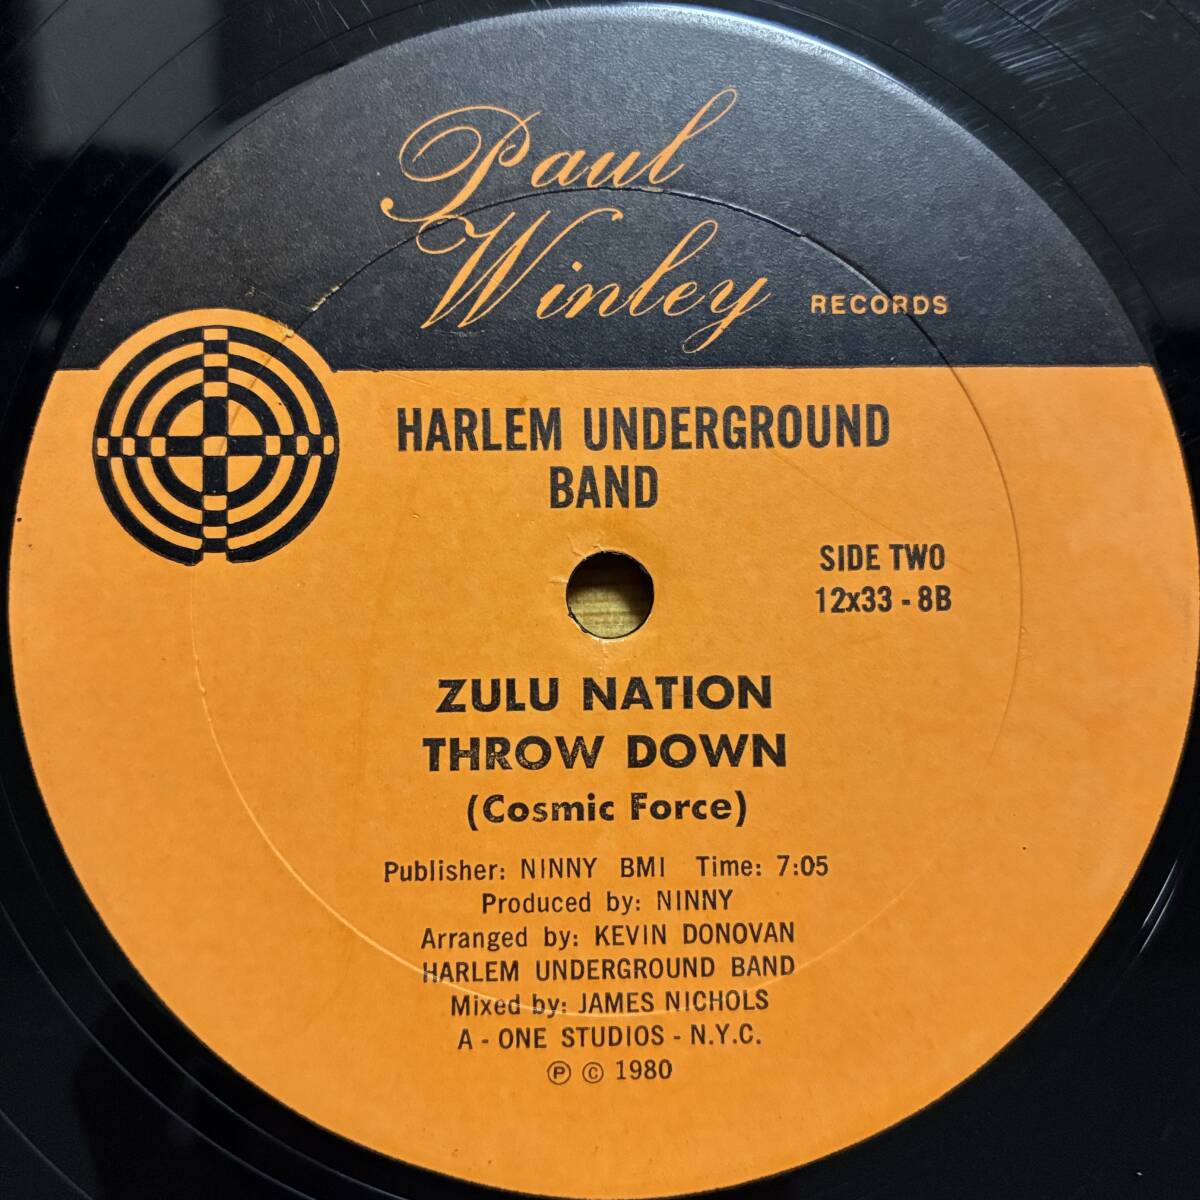 Paul
Winley RECORDS
HARLEM UNDERGROUND
BAND
SIDE TWO
12x33 - 8B
ZULU NATION
THROW DOWN
(Cosmic Force)
Publisher: NINNY BMI Time: 7:05
Produced by: NINNY
Arranged by: KEVIN DONOVAN
HARLEM UNDERGROUND BAND
Mixed by: JAMES NICHOLS
A - ONE STUDIOS - N.Y.C.
℗ © 1980